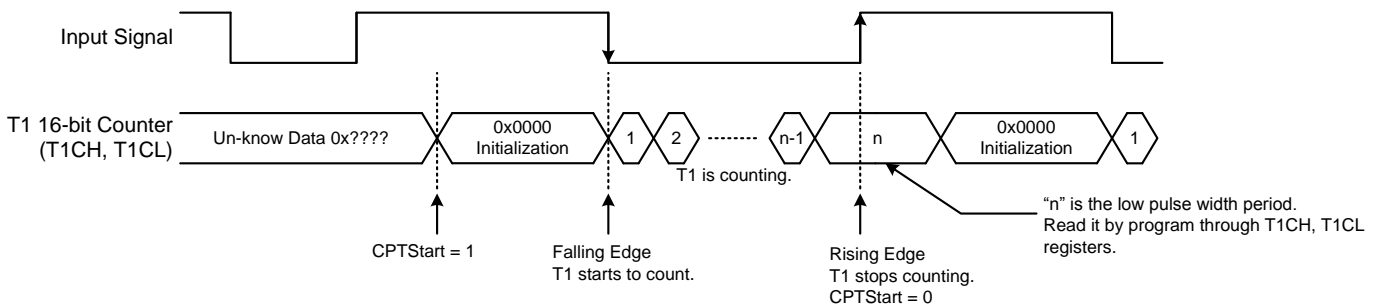 Input Signal
T1 16-bit Counter
(T1CH, T1CL)
Un-know Data 0x????
0x0000
Initialization
1
2
n-1
n
0x0000
Initialization
1
T1 is counting.
CPTStart = 1
Falling Edge
T1 starts to count.
Rising Edge
T1 stops counting.
CPTStart = 0
“n” is the low pulse width period.
Read it by program through T1CH, T1CL
registers.